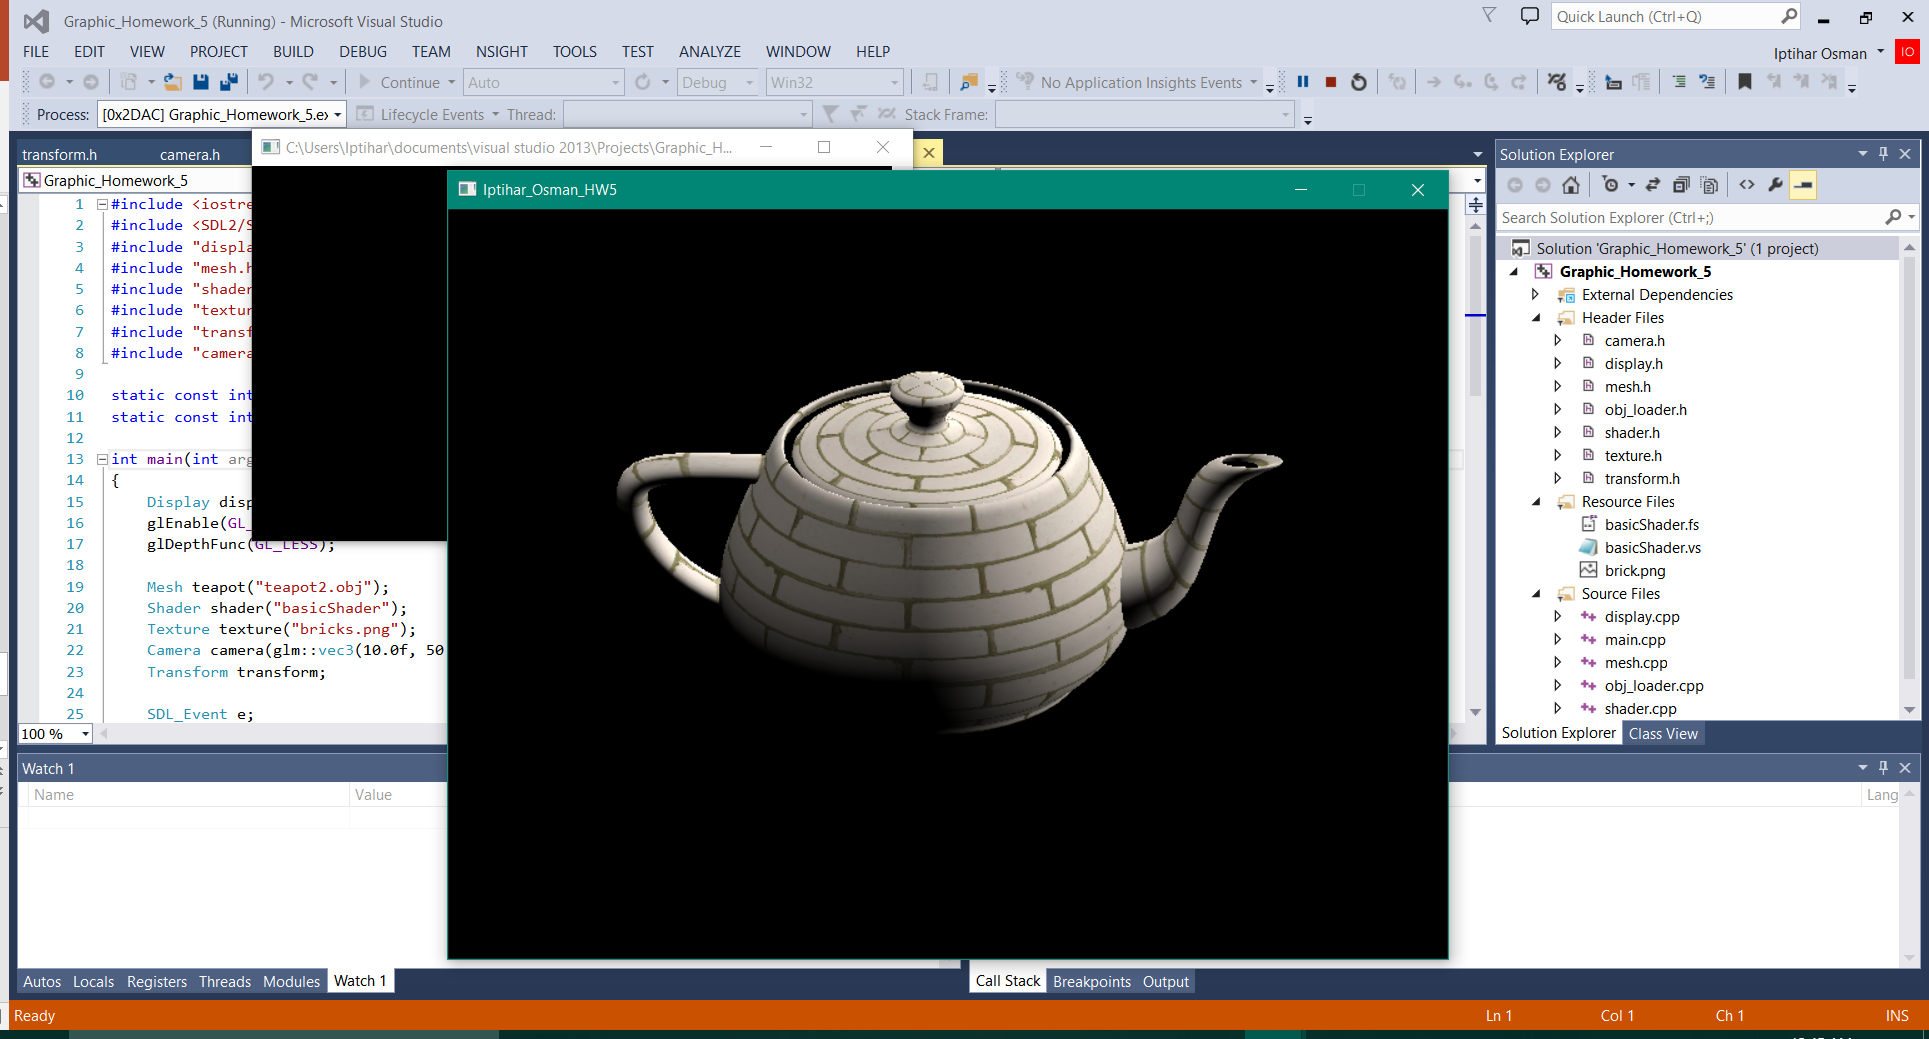 Graphic_Homework_5 (Running) - Microsoft Visual Studio
Quick Launch (Ctrl+Q)
FILE EDIT VIEW PROJECT BUILD DEBUG TEAM NSIGHT TOOLS TEST ANALYZE WINDOW HELP
Iptihar Osman IO
Continue Auto Debug Win32 No Application Insights Events
Process: [0x2DAC] Graphic_Homework_5.ex Lifecycle Events Thread: Stack Frame:
transform.h camera.h
C:\Users\Iptihar\documents\visual studio 2013\Projects\Graphic_H...
Graphic_Homework_5
Iptihar_Osman_HW5
1 #include <iostre
2 #include <SDL2/S
3 #include "displa
4 #include "mesh.h
5 #include "shader
6 #include "textur
7 #include "transf
8 #include "camera
9
10 static const int
11 static const int
12
13 int main(int arg
14 {
15 Display disp
16 glEnable(GL_
17 glDepthFunc(GL_LESS);
18
19 Mesh teapot("teapot2.obj");
20 Shader shader("basicShader");
21 Texture texture("bricks.png");
22 Camera camera(glm::vec3(10.0f, 50
23 Transform transform;
24
25 SDL_Event e;
100 %
Solution Explorer
Search Solution Explorer (Ctrl+;)
Solution 'Graphic_Homework_5' (1 project)
Graphic_Homework_5
External Dependencies
Header Files
camera.h
display.h
mesh.h
obj_loader.h
shader.h
texture.h
transform.h
Resource Files
basicShader.fs
basicShader.vs
brick.png
Source Files
display.cpp
main.cpp
mesh.cpp
obj_loader.cpp
shader.cpp
Solution Explorer Class View
Watch 1
Name Value
Lang
Autos Locals Registers Threads Modules Watch 1
Call Stack Breakpoints Output
Ready Ln 1 Col 1 Ch 1 INS